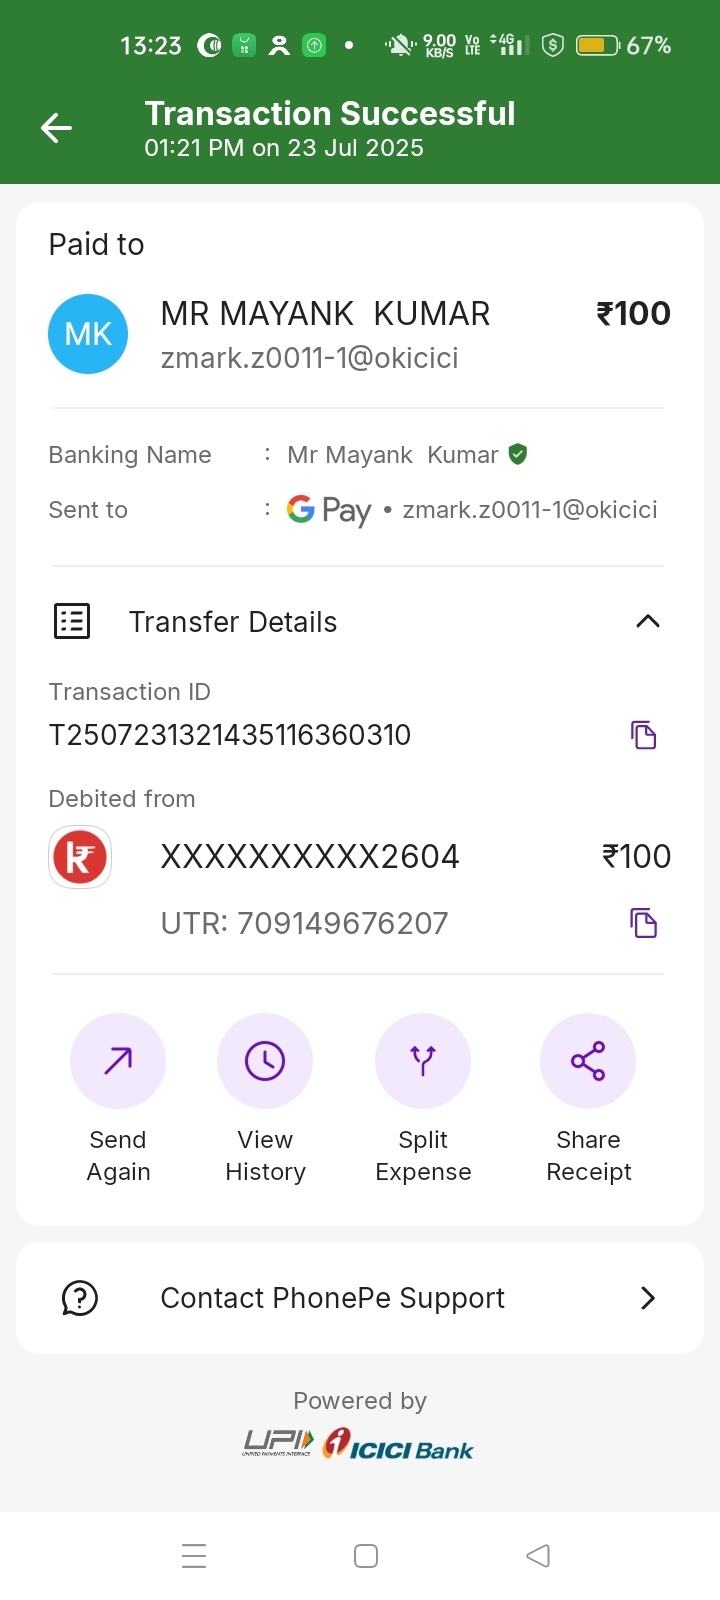 13:23 9.00 KB/S Vo LTE 4G 67%
Transaction Successful
01:21 PM on 23 Jul 2025
Paid to
MK MR MAYANK  KUMAR ₹100
zmark.z0011-1@okicici
Banking Name : Mr Mayank  Kumar
Sent to : G Pay • zmark.z0011-1@okicici
Transfer Details
Transaction ID
T2507231321435116360310
Debited from
XXXXXXXXXX2604 ₹100
UTR: 709149676207
Send Again
View History
Split Expense
Share Receipt
Contact PhonePe Support
Powered by
UPI UNIFIED PAYMENTS INTERFACE ICICI Bank